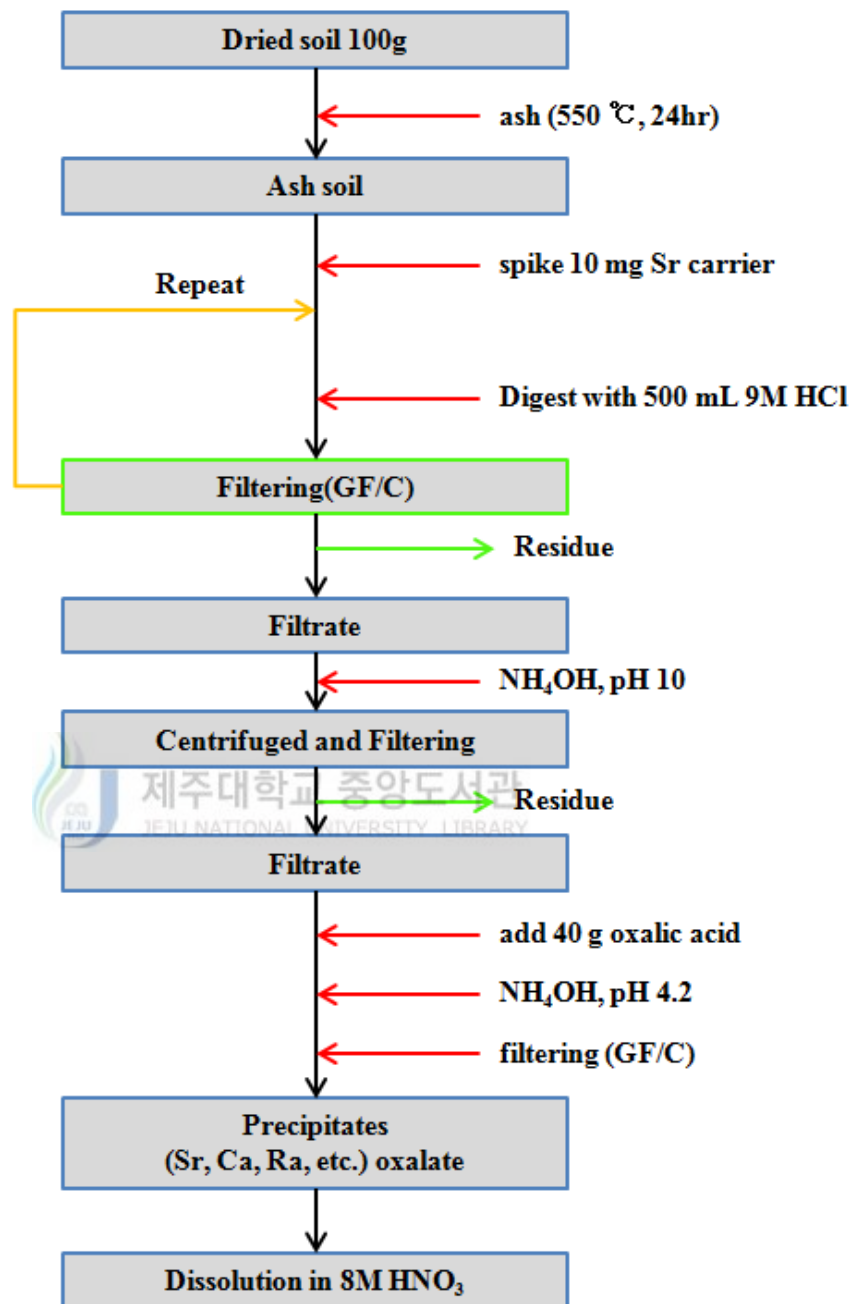 Dried soil 100g
ash (550 ℃, 24hr)
Ash soil
spike 10 mg Sr carrier
Repeat
Digest with 500 mL 9M HCl
Filtering(GF/C)
Residue
Filtrate
NH₄OH, pH 10
Centrifuged and Filtering
제주대학교 중앙도서관
Residue
JEJU NATIONAL UNIVERSITY LIBRARY
JEJU
Filtrate
add 40 g oxalic acid
NH₄OH, pH 4.2
filtering (GF/C)
Precipitates
(Sr, Ca, Ra, etc.) oxalate
Dissolution in 8M HNO₃